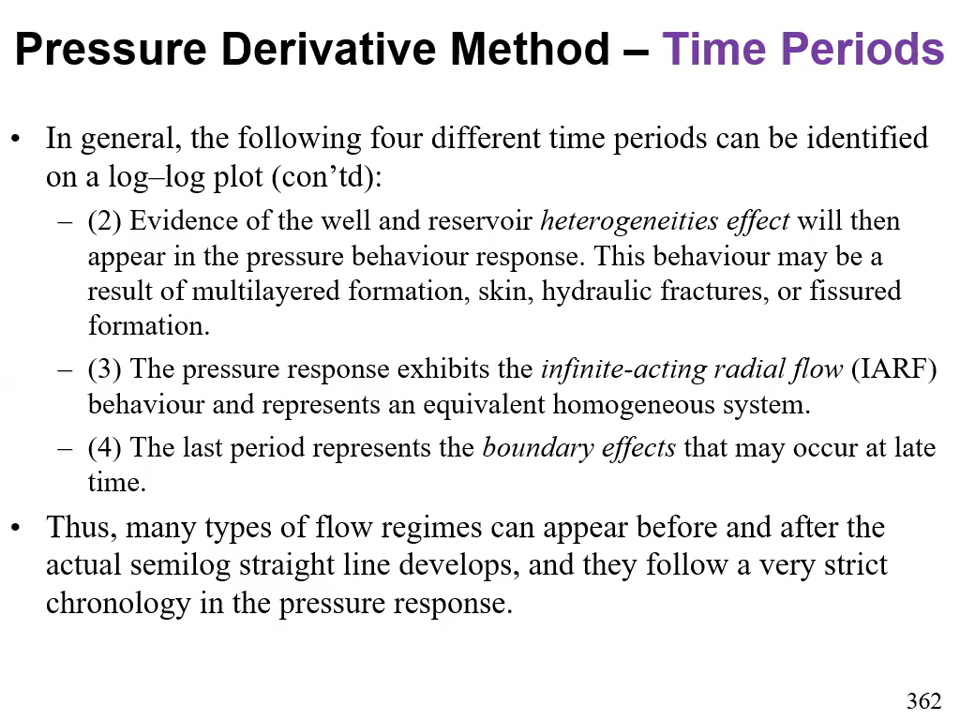 Pressure Derivative Method – Time Periods
• In general, the following four different time periods can be identified
on a log–log plot (con’td):
– (2) Evidence of the well and reservoir heterogeneities effect will then
appear in the pressure behaviour response. This behaviour may be a
result of multilayered formation, skin, hydraulic fractures, or fissured
formation.
– (3) The pressure response exhibits the infinite-acting radial flow (IARF)
behaviour and represents an equivalent homogeneous system.
– (4) The last period represents the boundary effects that may occur at late
time.
• Thus, many types of flow regimes can appear before and after the
actual semilog straight line develops, and they follow a very strict
chronology in the pressure response.
362